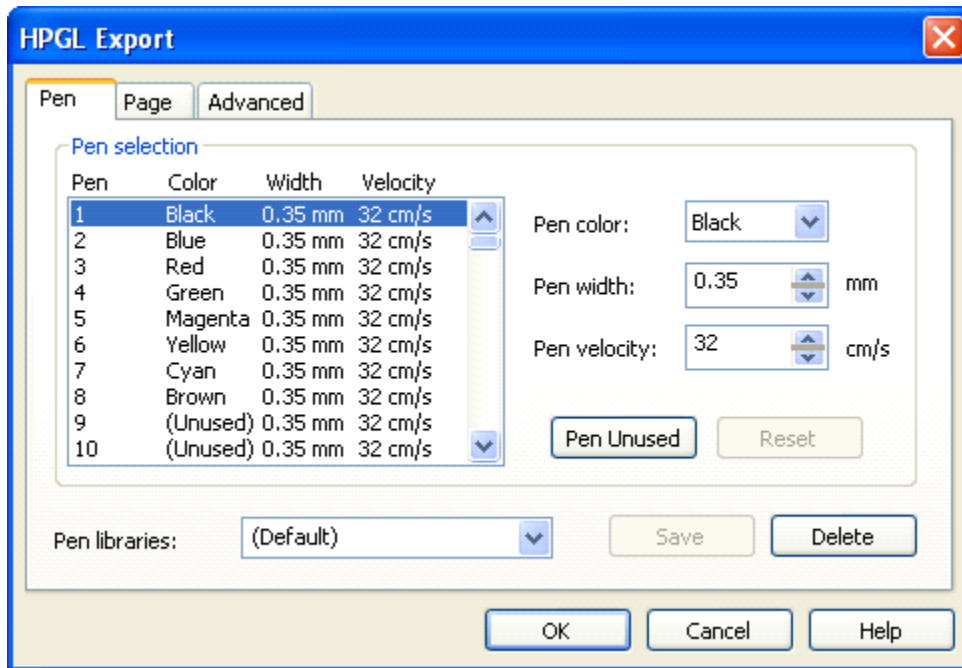 HPGL Export
Pen Page Advanced
Pen selection
Pen Color Width Velocity
1 Black 0.35 mm 32 cm/s
2 Blue 0.35 mm 32 cm/s
3 Red 0.35 mm 32 cm/s
4 Green 0.35 mm 32 cm/s
5 Magenta 0.35 mm 32 cm/s
6 Yellow 0.35 mm 32 cm/s
7 Cyan 0.35 mm 32 cm/s
8 Brown 0.35 mm 32 cm/s
9 (Unused) 0.35 mm 32 cm/s
10 (Unused) 0.35 mm 32 cm/s
Pen color: Black
Pen width: 0.35 mm
Pen velocity: 32 cm/s
Pen Unused Reset
Pen libraries: (Default) Save Delete
OK Cancel Help